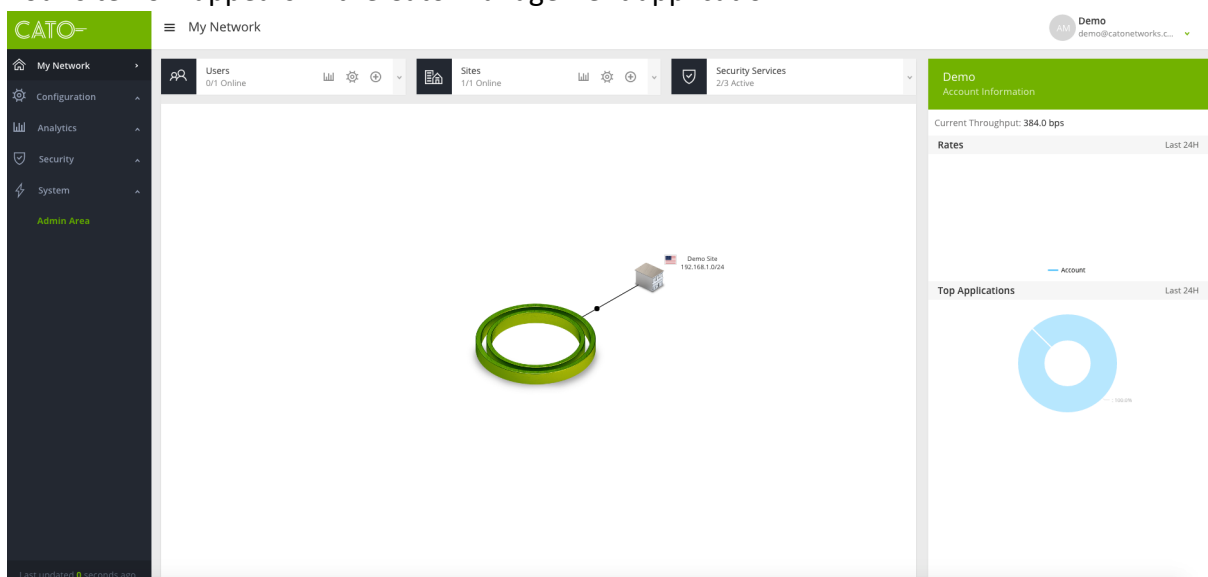 CATO
My Network
AM
Demo
demo@catonetworks.c...
My Network
Configuration
Analytics
Security
System
Admin Area
Users
0/1 Online
Sites
1/1 Online
Security Services
2/3 Active
Demo Site
192.168.1.0/24
Demo
Account Information
Current Throughput: 384.0 bps
Rates
Last 24H
Account
Top Applications
Last 24H
Last updated 0 seconds ago